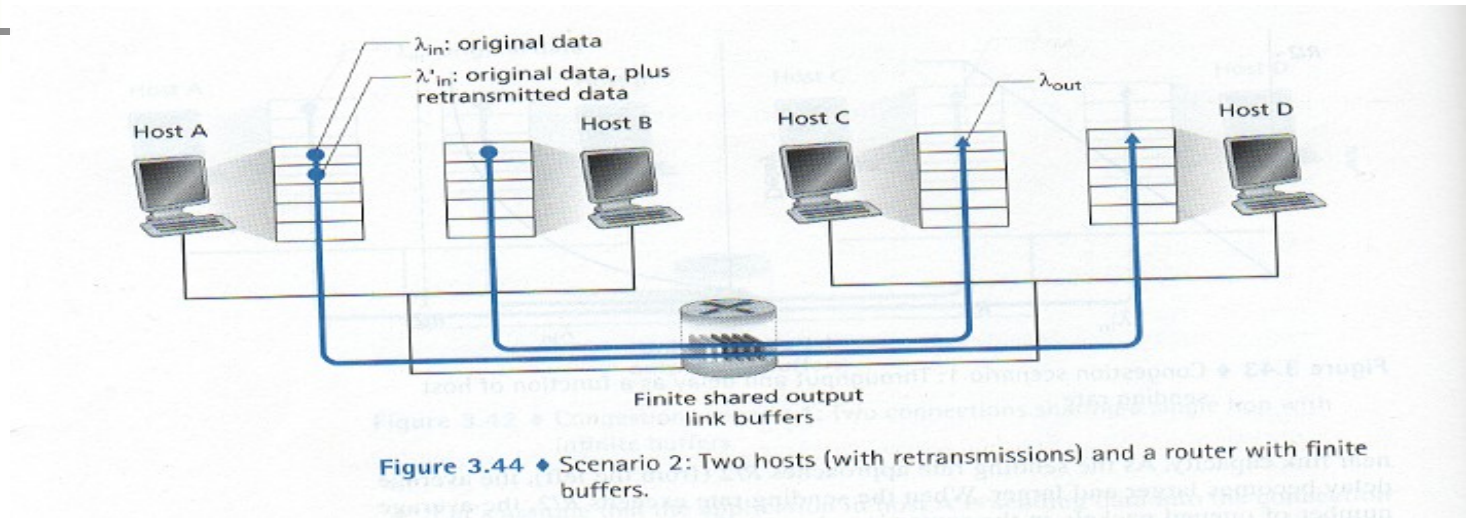 λin: original data
λ'in: original data, plus
retransmitted data
λout
Host A
Host B
Host C
Host D
Finite shared output
link buffers
Figure 3.44 ◆ Scenario 2: Two hosts (with retransmissions) and a router with finite
buffers.